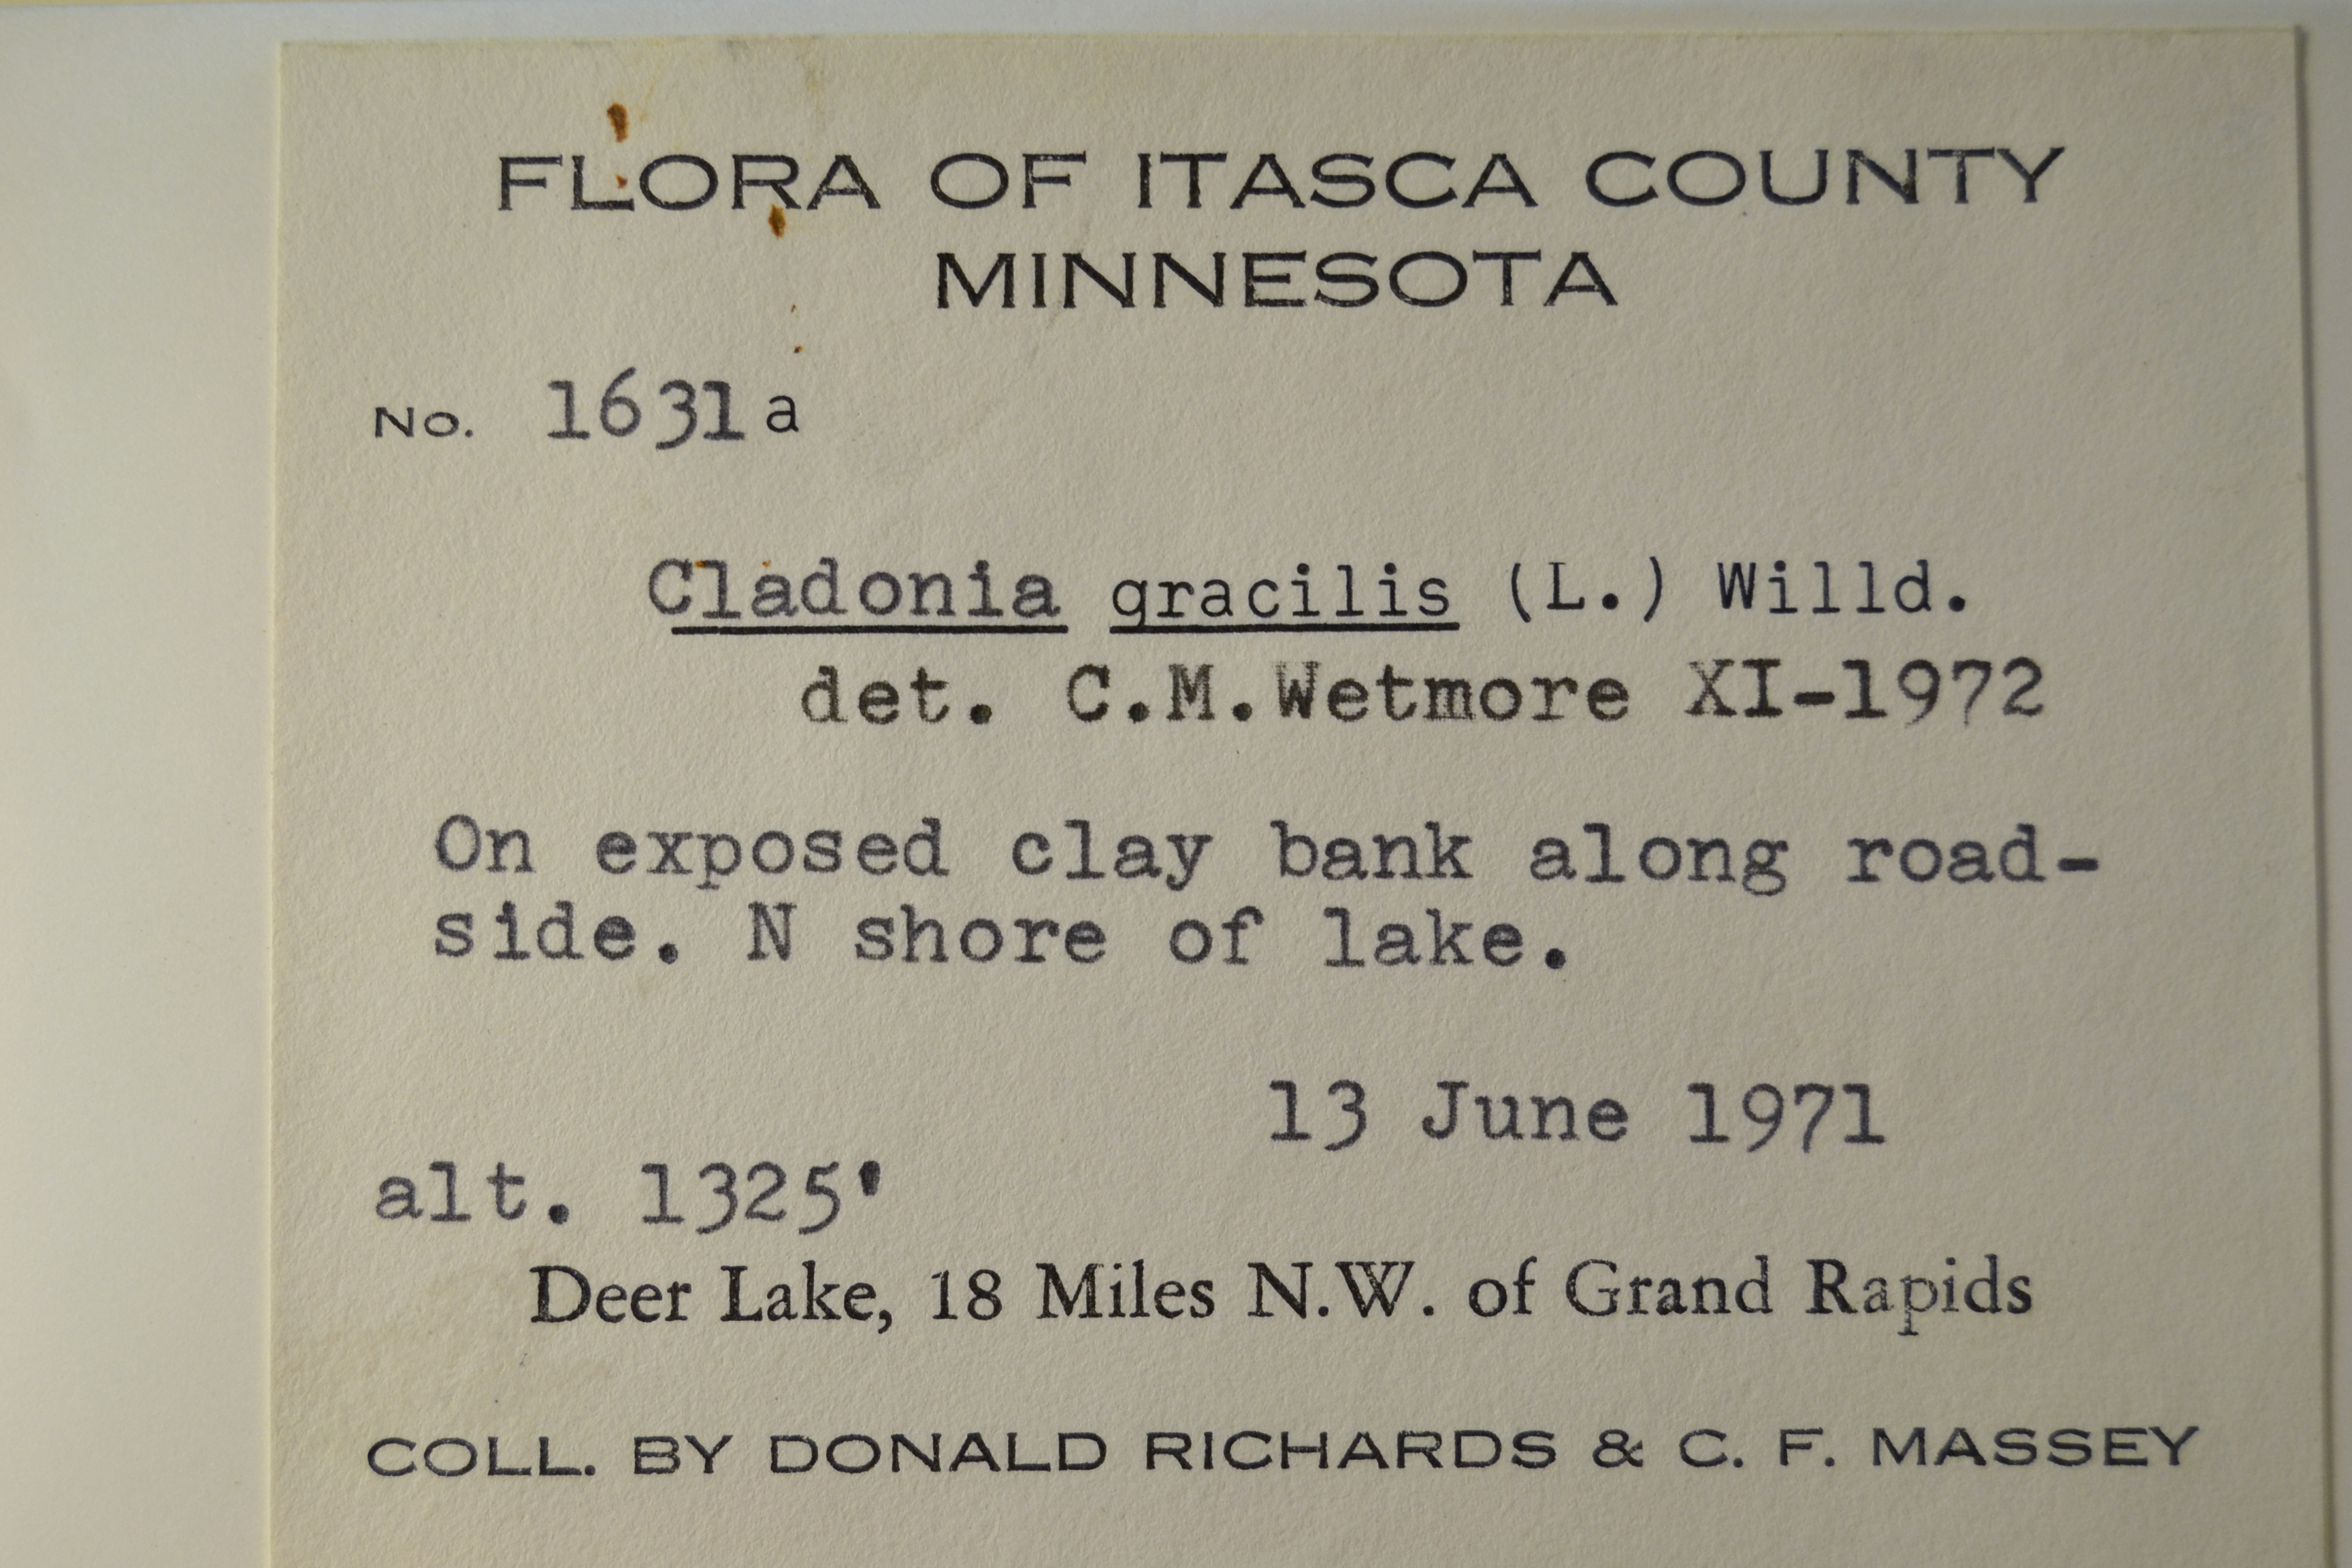 FLORA OF ITASCA COUNTY
MINNESOTA
No. 1631a
Cladonia gracilis (L.) Willd.
det. C.M.Wetmore XI-1972
On exposed clay bank along road-
side. N shore of lake.
13 June 1971
alt. 1325'
Deer Lake, 18 Miles N.W. of Grand Rapids
COLL. BY DONALD RICHARDS & C. F. MASSEY